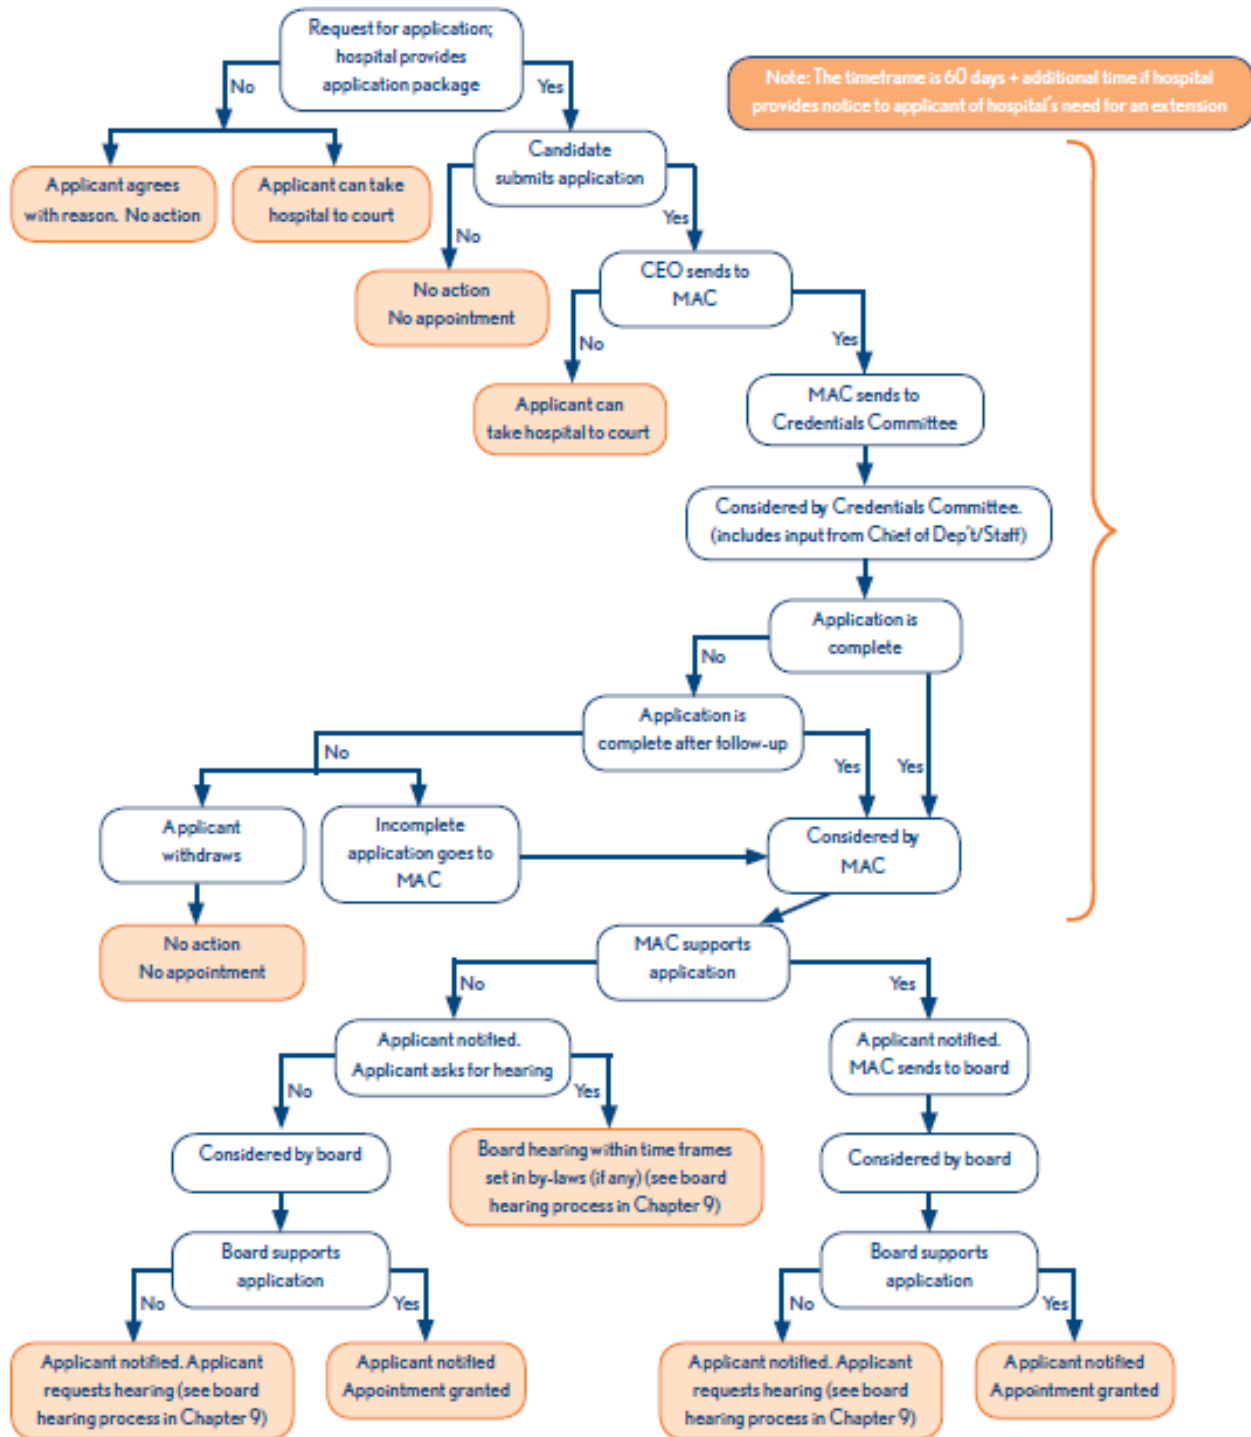 Request for application;
hospital provides
application package
Note: The timeframe is 60 days + additional time if hospital
provides notice to applicant of hospital's need for an extension
No
Yes
Applicant agrees
with reason. No action
Applicant can take
hospital to court
Candidate
submits application
No
Yes
No action
No appointment
CEO sends to
MAC
No
Yes
Applicant can
take hospital to court
MAC sends to
Credentials Committee
Considered by Credentials Committee.
(includes input from Chief of Dep't/Staff)
Application is
complete
No
Yes
Application is
complete after follow-up
No
Yes
Applicant
withdraws
Incomplete
application goes to
MAC
Considered by
MAC
No action
No appointment
MAC supports
application
No
Yes
Applicant notified.
Applicant asks for hearing
Applicant notified.
MAC sends to board
No
Yes
Considered by board
Board hearing within time frames
set in by-laws (if any) (see board
hearing process in Chapter 9)
Considered by board
Board supports
application
Board supports
application
No
Yes
No
Yes
Applicant notified. Applicant
requests hearing (see board
hearing process in Chapter 9)
Applicant notified
Appointment granted
Applicant notified. Applicant
requests hearing (see board
hearing process in Chapter 9)
Applicant notified
Appointment granted